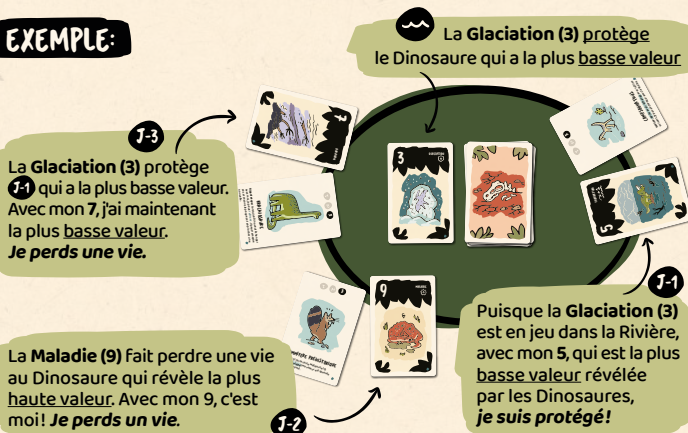 EXEMPLE:
La Glaciation (3) protège
le Dinosaure qui a la plus basse valeur
J-3
La Glaciation (3) protège
J-1 qui a la plus basse valeur.
Avec mon 7, j'ai maintenant
la plus basse valeur.
Je perds une vie.
7
3
5
9
J-1
Puisque la Glaciation (3)
est en jeu dans la Rivière,
avec mon 5, qui est la plus
basse valeur révélée
par les Dinosaures,
je suis protégé!
La Maladie (9) fait perdre une vie
au Dinosaure qui révèle la plus
haute valeur. Avec mon 9, c'est
moi! Je perds un vie.
J-2